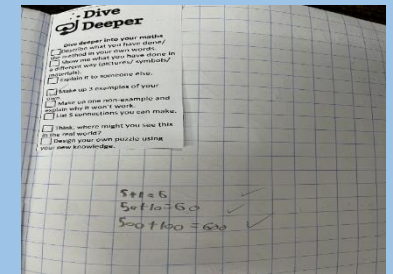 Dive
Deeper
Dive deeper into your maths
Describe what you have done/
the method in your own words.
Show me what you have done in
a different way (pictures/ symbols/
materials).
Explain it to someone else.
Make up 3 examples of your
own.
Make up one non-example and
explain why it won't work.
List 5 connections you can make.
Think, where might you see this
in the real world?
Design your own puzzle using
your new knowledge.
5+1=6
50+10=60
500+100=600